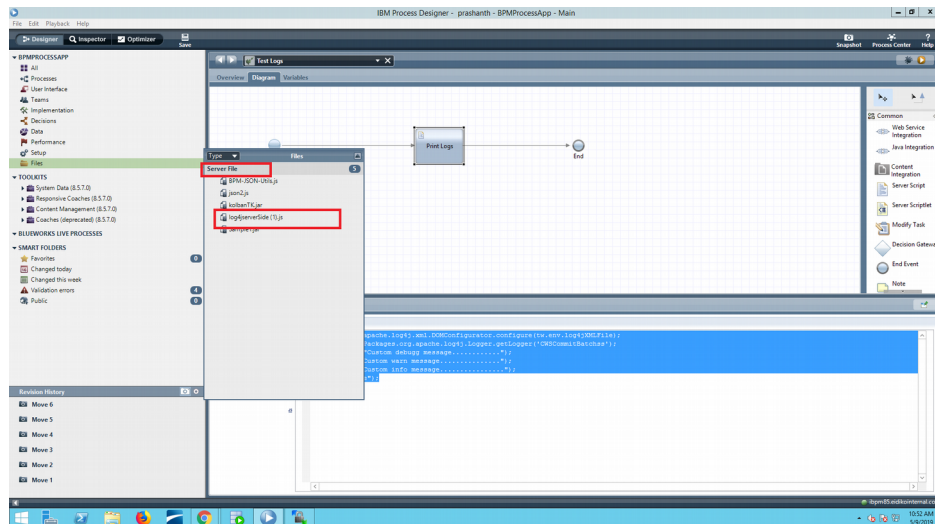 IBM Process Designer - prashanth - BPMProcessApp - Main
File Edit Playback Help
Designer Inspector Optimizer
Save
Snapshot Process Center Help
BPMPROCESSAPP
All
Processes
User Interface
Teams
Implementation
Decisions
Data
Performance
Setup
Files
TOOLKITS
System Data (8.5.7.0)
Responsive Coaches (8.5.7.0)
Content Management (8.5.7.0)
Coaches (deprecated) (8.5.7.0)
BLUEWORKS LIVE PROCESSES
SMART FOLDERS
Favorites 0
Changed today
Changed this week
Validation errors 4
Public 0
Revision History
Move 6
Move 5
Move 4
Move 3
Move 2
Move 1
Test Logs
Overview Diagram Variables
Print Logs
End
Type Files
Server File 5
BPM-JSON-Utils.js
json2.js
kolbanTK.jar
log4jserverSide (1).js
apache.log4j.xml.DOMConfigurator.configure(tw.env.log4jXMLFile);
Packages.org.apache.log4j.Logger.getLogger('CWSCommitBatches');
"Custom debugg message............");
Custom warn message...............");
Custom info message...............");
Common
Web Service
Integration
Java Integration
Content
Integration
Server Script
Server Scriptlet
Modify Task
Decision Gatewa
End Event
Note
ibpm85.eidikointernal.co
10:52 AM
5/9/2019